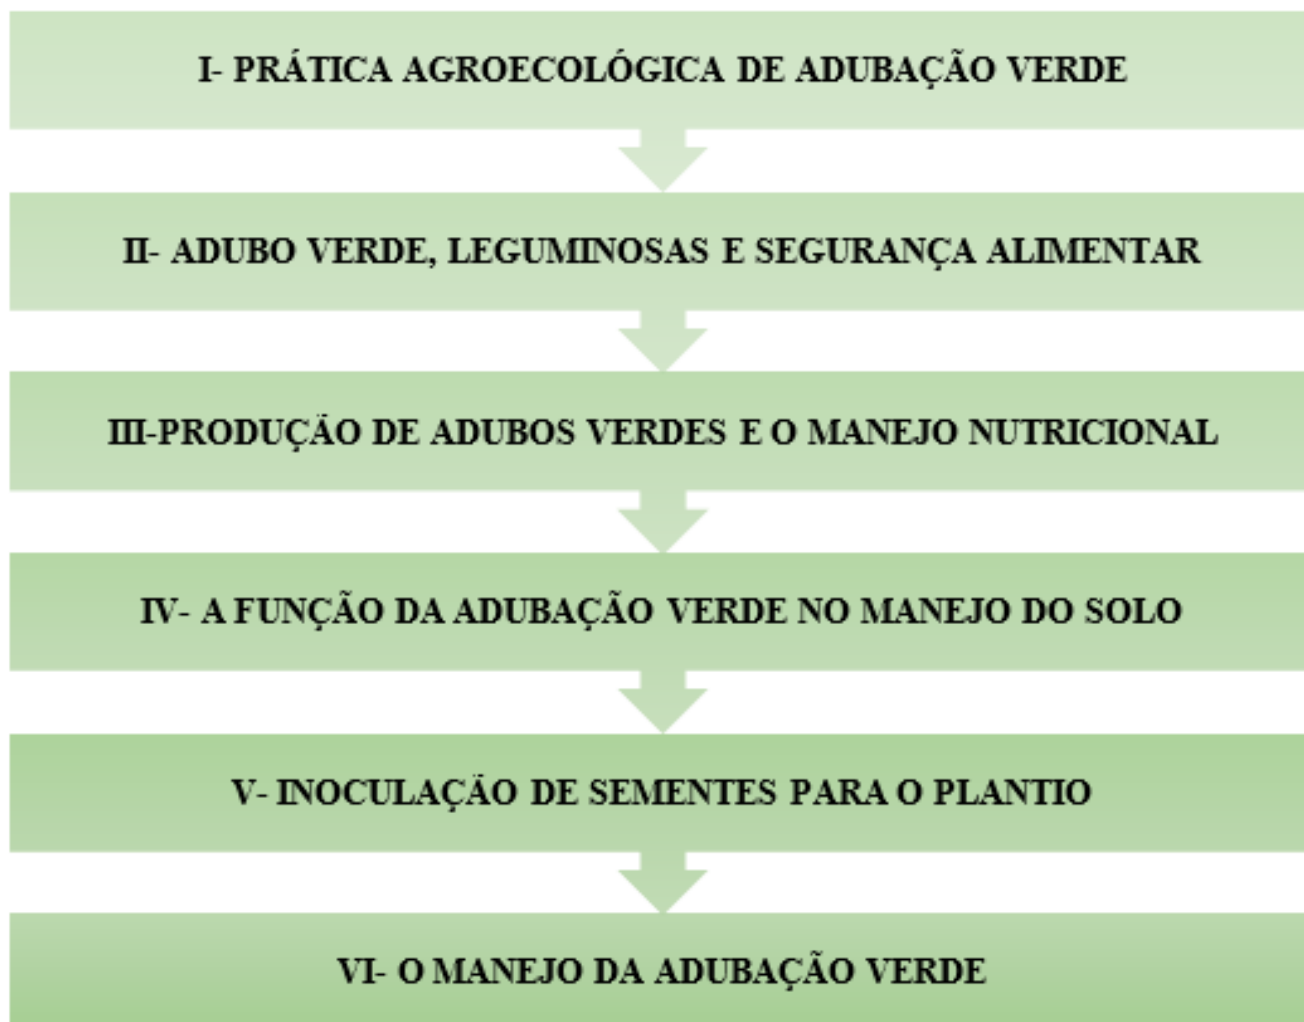 I- PRÁTICA AGROECOLÓGICA DE ADUBAÇÃO VERDE
II- ADUBO VERDE, LEGUMINOSAS E SEGURANÇA ALIMENTAR
III-PRODUÇÃO DE ADUBOS VERDES E O MANEJO NUTRICIONAL
IV- A FUNÇÃO DA ADUBAÇÃO VERDE NO MANEJO DO SOLO
V- INOCULAÇÃO DE SEMENTES PARA O PLANTIO
VI- O MANEJO DA ADUBAÇÃO VERDE